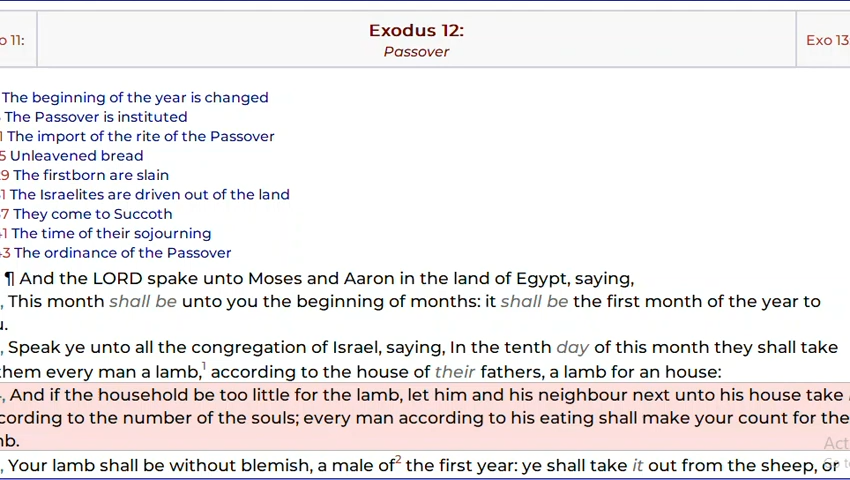 o 11:
Exodus 12:
Passover
Exo 13
The beginning of the year is changed
The Passover is instituted
1 The import of the rite of the Passover
5 Unleavened bread
29 The firstborn are slain
31 The Israelites are driven out of the land
37 They come to Succoth
41 The time of their sojourning
43 The ordinance of the Passover
¶ And the LORD spake unto Moses and Aaron in the land of Egypt, saying,
, This month shall be unto you the beginning of months: it shall be the first month of the year to
u.
, Speak ye unto all the congregation of Israel, saying, In the tenth day of this month they shall take
them every man a lamb,1 according to the house of their fathers, a lamb for an house:
, And if the household be too little for the lamb, let him and his neighbour next unto his house take
cording to the number of the souls; every man according to his eating shall make your count for the
mb.
, Your lamb shall be without blemish, a male of2 the first year: ye shall take it out from the sheep, or
Act
Go to